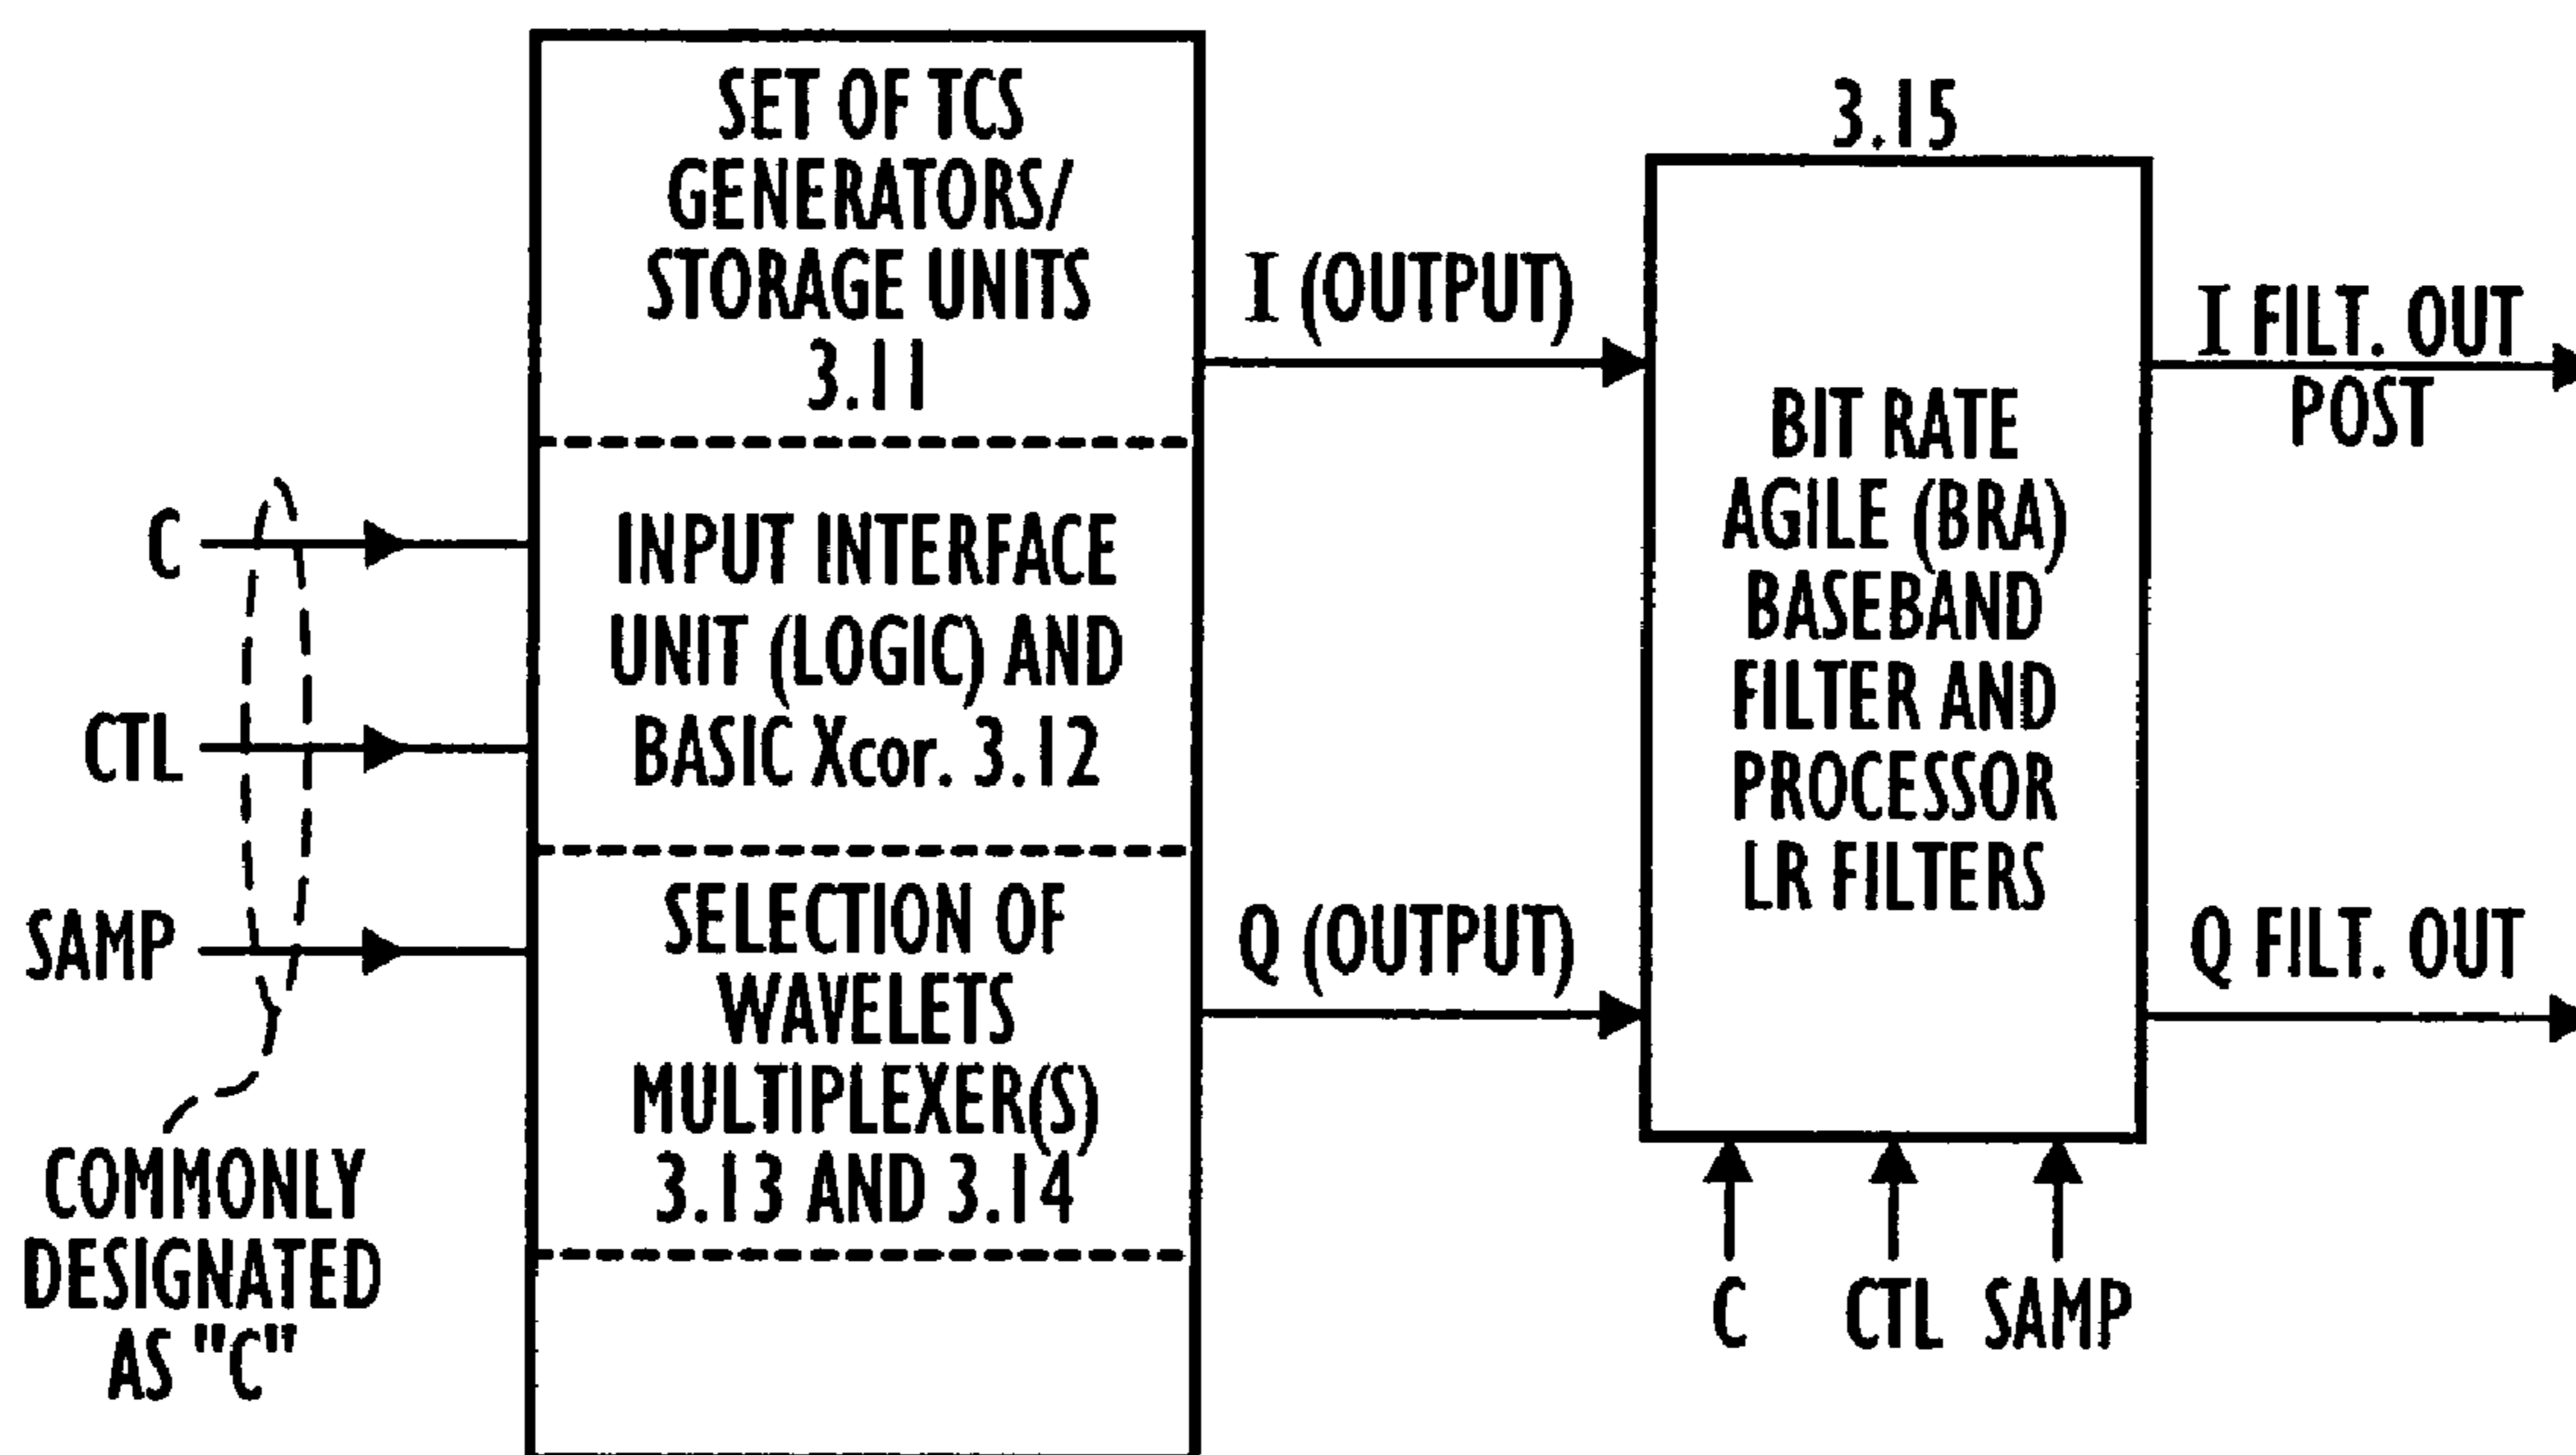 SET OF TCS
GENERATORS/
STORAGE UNITS
3.11
INPUT INTERFACE
UNIT (LOGIC) AND
BASIC Xcor. 3.12
SELECTION OF
WAVELETS
MULTIPLEXER(S)
3.13 AND 3.14
C
CTL
SAMP
COMMONLY
DESIGNATED
AS "C"
I (OUTPUT)
Q (OUTPUT)
3.15
BIT RATE
AGILE (BRA)
BASEBAND
FILTER AND
PROCESSOR
LR FILTERS
C CTL SAMP
I FILT. OUT
POST
Q FILT. OUT